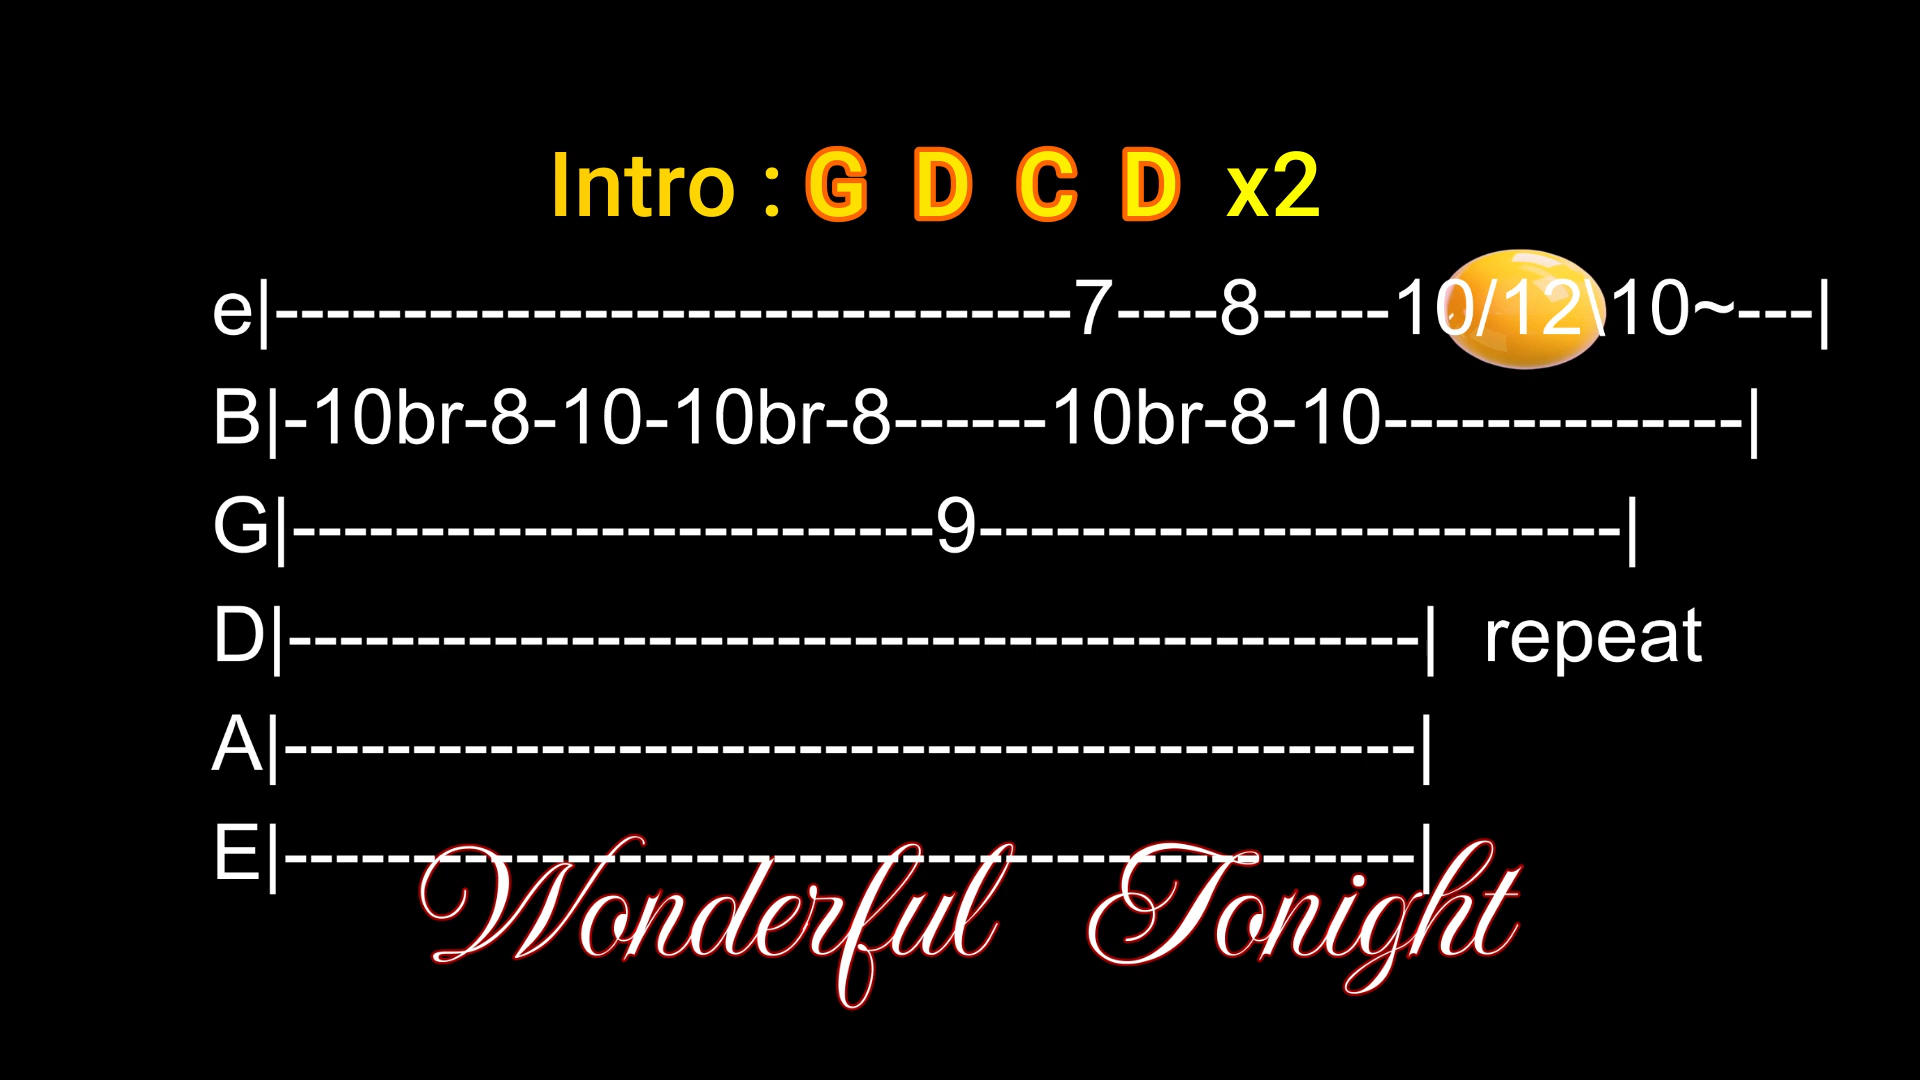 Intro : G D C D x2
e|-------------------------------7----8-----10/12\10~---|
B|-10br-8-10-10br-8------10br-8-10--------------|
G|-------------------------9-------------------------|
D|--------------------------------------------| repeat
A|--------------------------------------------|
E|--------------------------------------------|
Wonderful Tonight